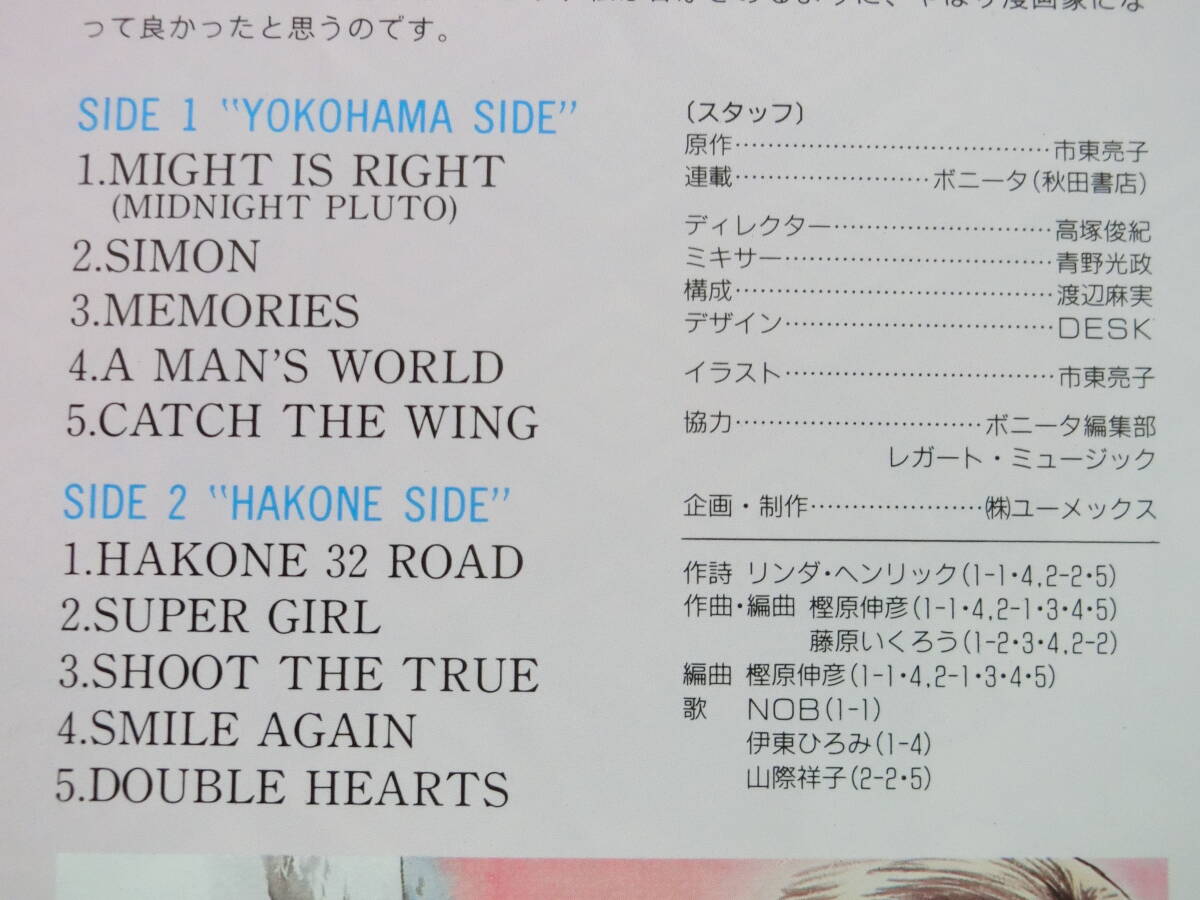 漫画家にな
って良かったと思うのです。
SIDE 1 "YOKOHAMA SIDE"
1.MIGHT IS RIGHT
(MIDNIGHT PLUTO)
2.SIMON
3.MEMORIES
4.A MAN'S WORLD
5.CATCH THE WING
SIDE 2 "HAKONE SIDE"
1.HAKONE 32 ROAD
2.SUPER GIRL
3.SHOOT THE TRUE
4.SMILE AGAIN
5.DOUBLE HEARTS
〔スタッフ〕
原作……………………………市東亮子
連載……………………ボニータ(秋田書店)
ディレクター………………………高塚俊紀
ミキサー……………………………青野光政
構成…………………………………渡辺麻実
デザイン……………………………DESK
イラスト……………………………市東亮子
協力…………………………ボニータ編集部
レガート・ミュージック
企画・制作…………………㈱ユーメックス
作詩 リンダ・ヘンリック(1-1・4,2-2・5)
作曲・編曲 樫原伸彦(1-1・4,2-1・3・4・5)
藤原いくろう(1-2・3・4,2-2)
編曲 樫原伸彦(1-1・4,2-1・3・4・5)
歌 NOB(1-1)
伊東ひろみ(1-4)
山際祥子(2-2・5)